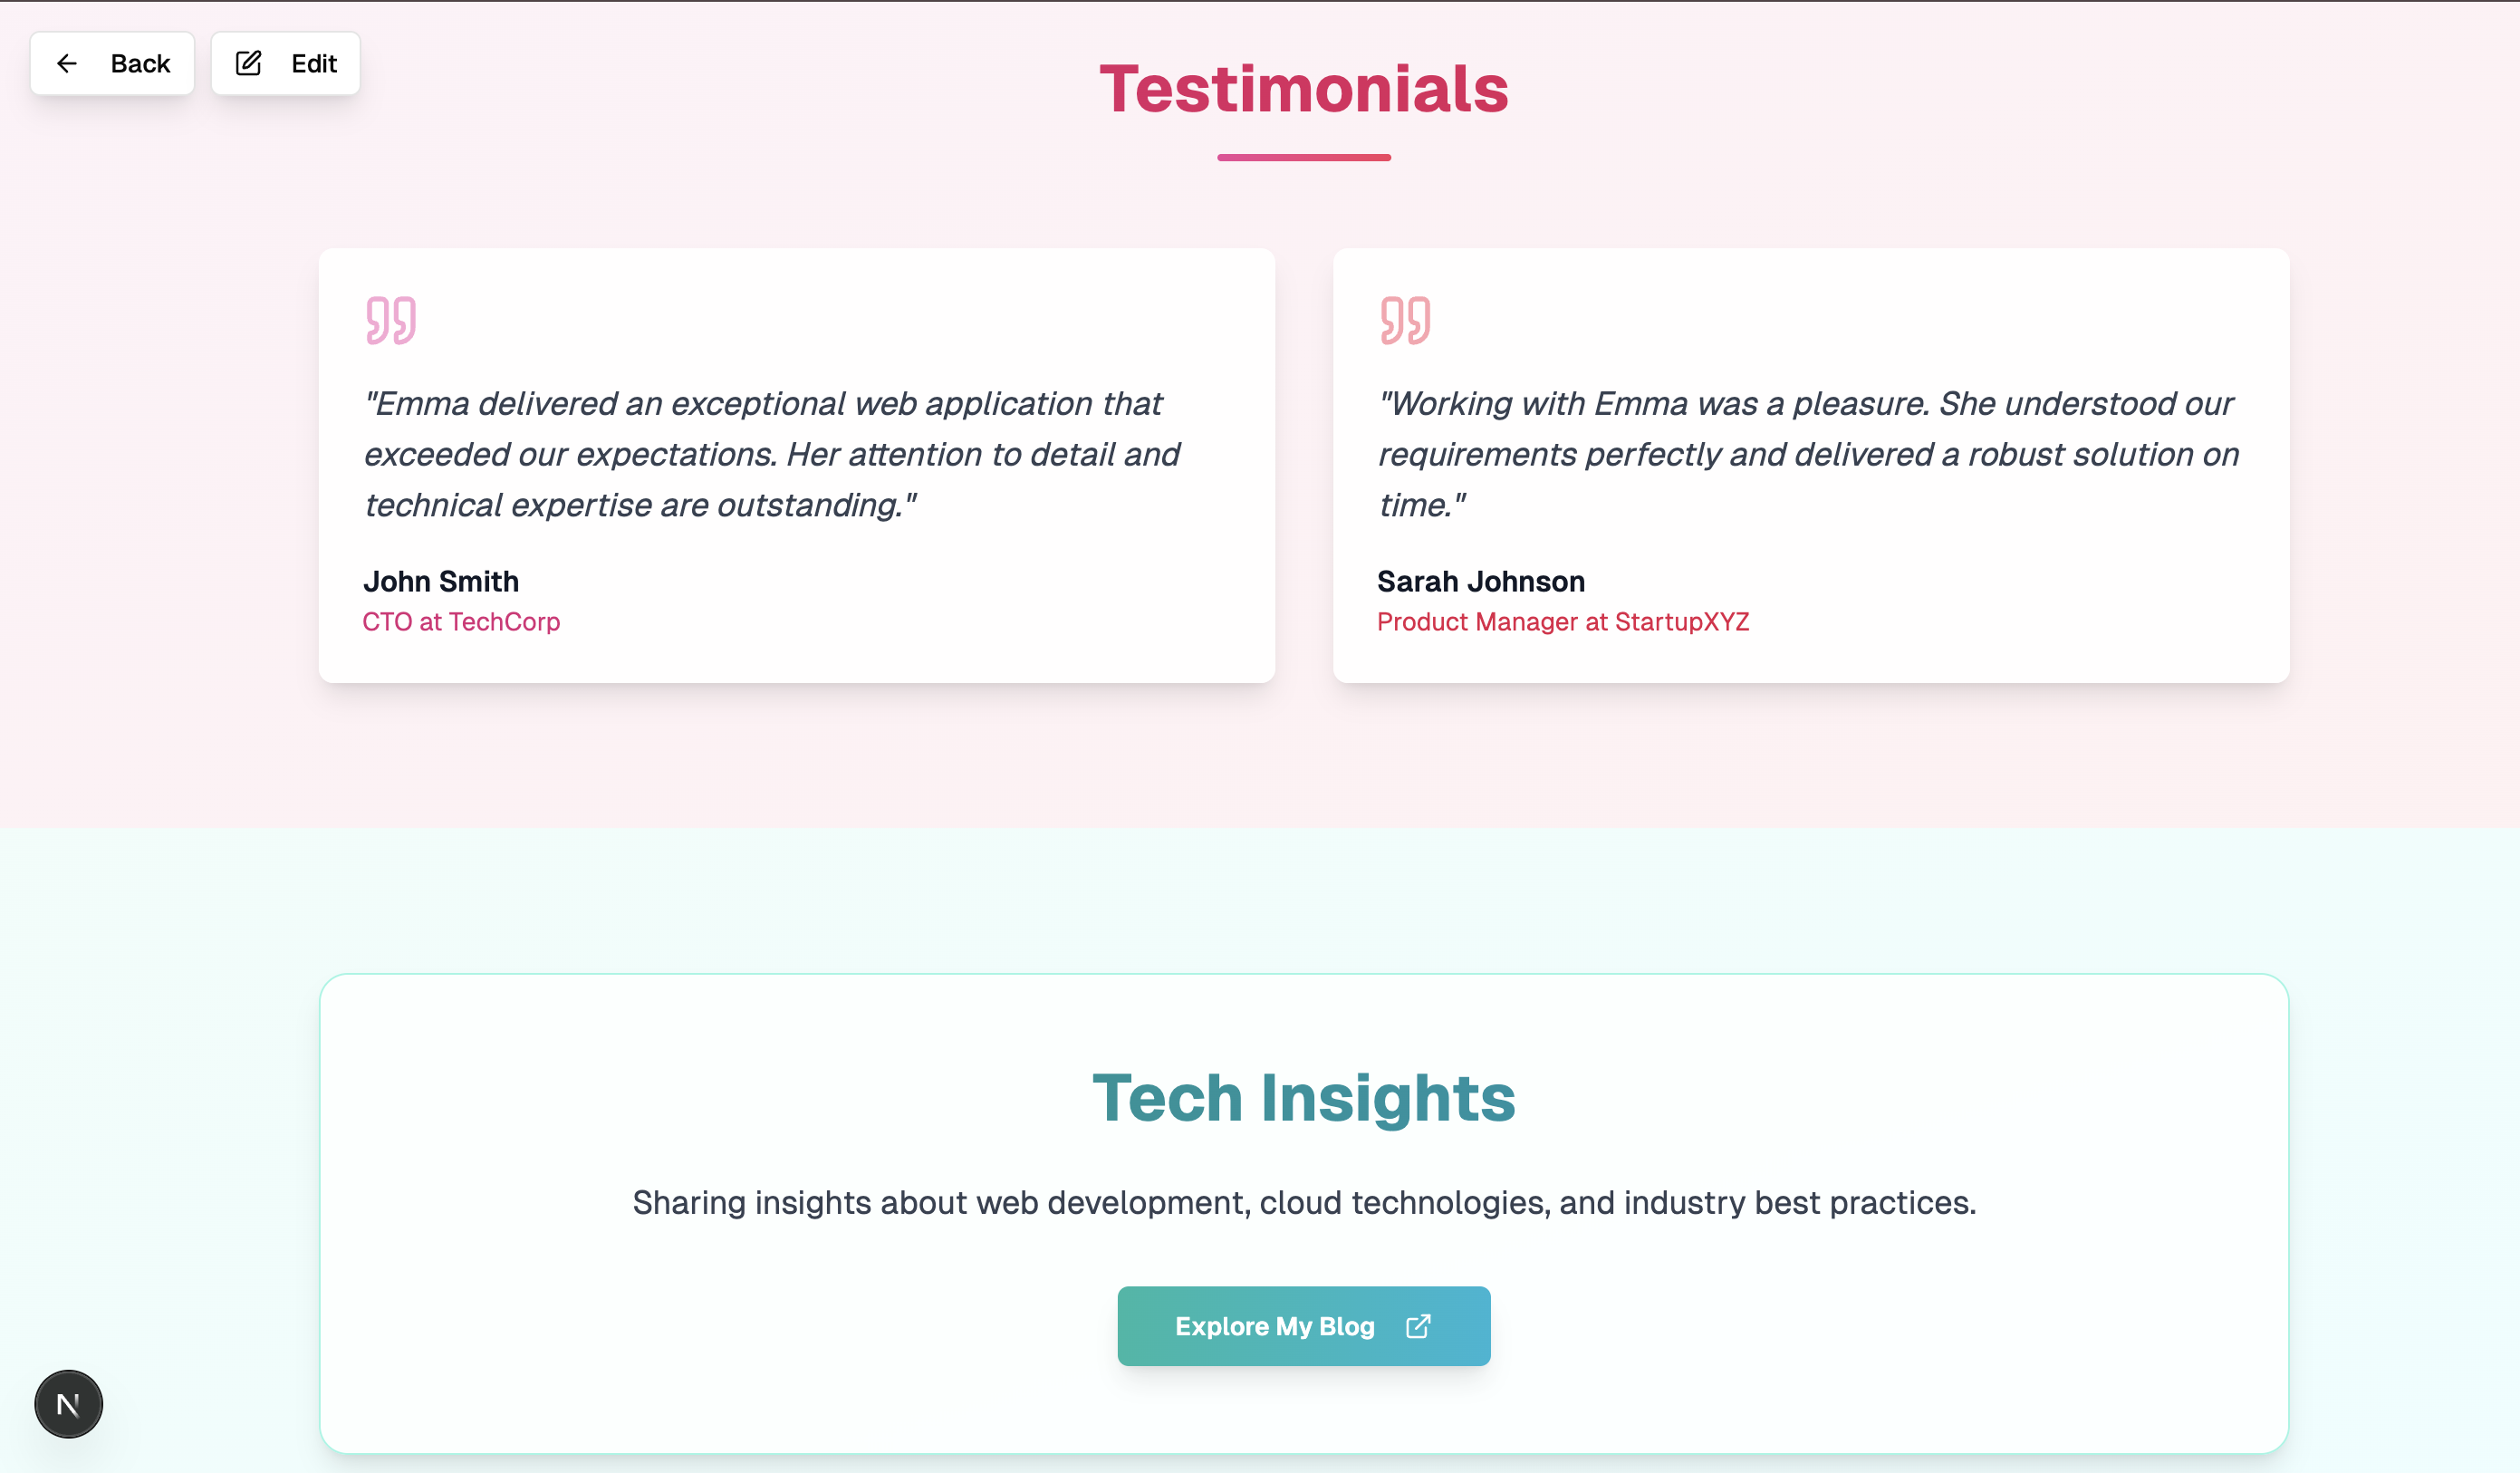 Back
Edit
Testimonials
"Emma delivered an exceptional web application that
exceeded our expectations. Her attention to detail and
technical expertise are outstanding."
John Smith
CTO at TechCorp
"Working with Emma was a pleasure. She understood our
requirements perfectly and delivered a robust solution on
time."
Sarah Johnson
Product Manager at StartupXYZ
Tech Insights
Sharing insights about web development, cloud technologies, and industry best practices.
Explore My Blog
N